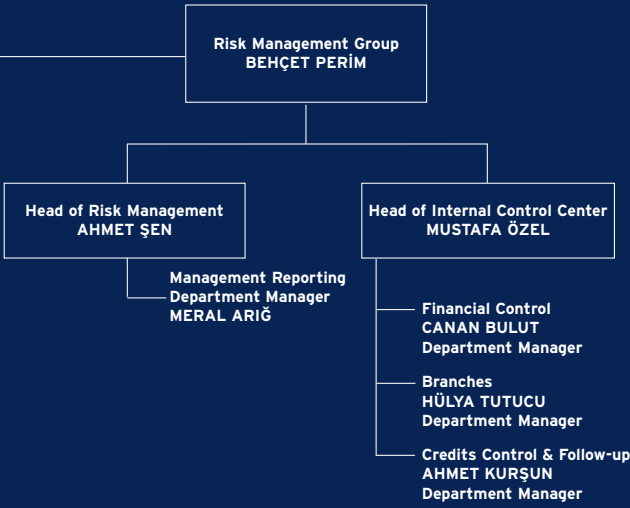 Risk Management Group
BEHÇET PERİM
Head of Risk Management
AHMET ŞEN
Head of Internal Control Center
MUSTAFA ÖZEL
Management Reporting
Department Manager
MERAL ARIĞ
Financial Control
CANAN BULUT
Department Manager
Branches
HÜLYA TUTUCU
Department Manager
Credits Control & Follow-up
AHMET KURŞUN
Department Manager